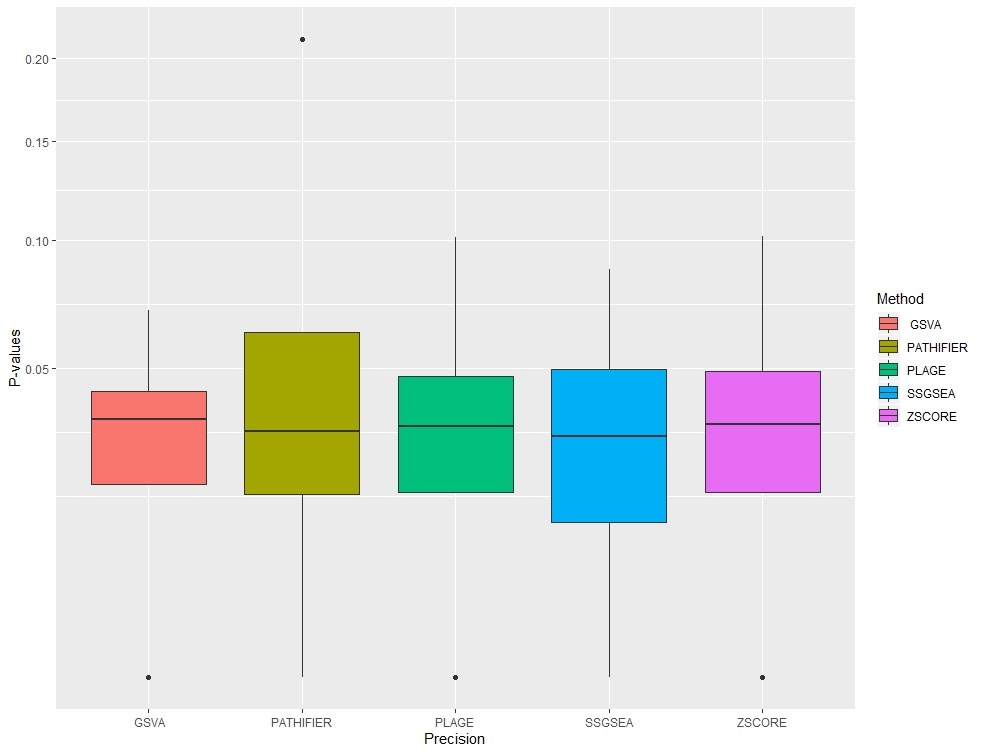 0.20
0.15
0.10
0.05
P-values
GSVA
PATHIFIER
PLAGE
SSGSEA
ZSCORE
Precision
Method
GSVA
PATHIFIER
PLAGE
SSGSEA
ZSCORE